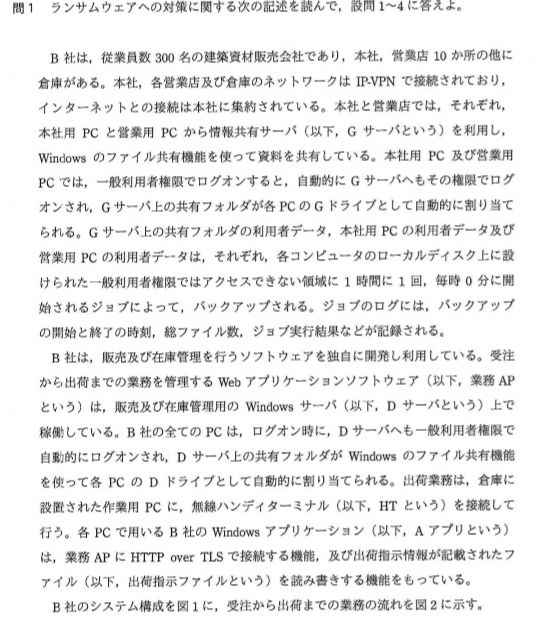 問1 ランサムウェアへの対策に関する次の記述を読んで,設問1~4に答えよ。
B社は,従業員数300名の建築資材販売会社であり,本社,営業店10か所の他に
倉庫がある。本社,各営業店及び倉庫のネットワークはIP-VPNで接続されており,
インターネットとの接続は本社に集約されている。本社と営業店では,それぞれ,
本社用PCと営業用PCから情報共有サーバ(以下,Gサーバという)を利用し,
Windowsのファイル共有機能を使って資料を共有している。本社用PC及び営業用
PCでは,一般利用者権限でログオンすると,自動的にGサーバへもその権限でログ
オンされ,Gサーバ上の共有フォルダが各PCのGドライブとして自動的に割り当て
られる。Gサーバ上の共有フォルダの利用者データ,本社用PCの利用者データ及び
営業用PCの利用者データは,それぞれ,各コンピュータのローカルディスク上に設
けられた一般利用者権限ではアクセスできない領域に1時間に1回,毎時0分に開
始されるジョブによって,バックアップされる。ジョブのログには,バックアップ
の開始と終了の時刻,総ファイル数,ジョブ実行結果などが記録される。
B社は,販売及び在庫管理を行うソフトウェアを独自に開発し利用している。受注
から出荷までの業務を管理するWebアプリケーションソフトウェア(以下,業務AP
という)は,販売及び在庫管理用のWindowsサーバ(以下,Dサーバという)上で
稼働している。B社の全てのPCは,ログオン時に,Dサーバへも一般利用者権限で
自動的にログオンされ,Dサーバ上の共有フォルダがWindowsのファイル共有機能
を使って各PCのDドライブとして自動的に割り当てられる。出荷業務は,倉庫に
設置された作業用PCに,無線ハンディターミナル(以下,HTという)を接続して
行う。各PCで用いるB社のWindowsアプリケーション(以下,Aアプリという)
は,業務APにHTTP over TLSで接続する機能,及び出荷指示情報が記載されたフ
ァイル(以下,出荷指示ファイルという)を読み書きする機能をもっている。
B社のシステム構成を図1に,受注から出荷までの業務の流れを図2に示す。